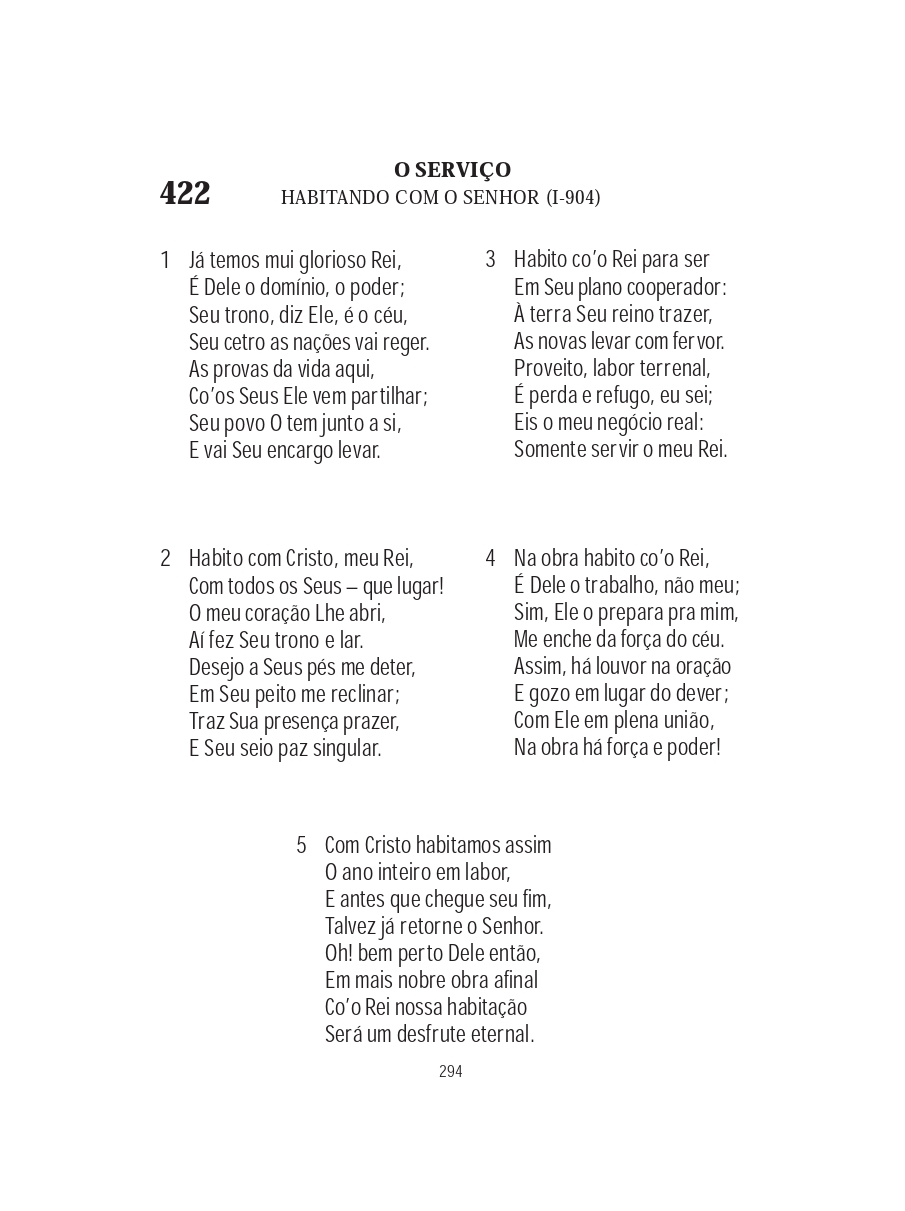 O SERVIÇO
422 HABITANDO COM O SENHOR (I-904)
1 Já temos mui glorioso Rei,
É Dele o domínio, o poder;
Seu trono, diz Ele, é o céu,
Seu cetro as nações vai reger.
As provas da vida aqui,
Co’os Seus Ele vem partilhar;
Seu povo O tem junto a si,
E vai Seu encargo levar.
2 Habito com Cristo, meu Rei,
Com todos os Seus – que lugar!
O meu coração Lhe abri,
Aí fez Seu trono e lar.
Desejo a Seus pés me deter,
Em Seu peito me reclinar;
Traz Sua presença prazer,
E Seu seio paz singular.
3 Habito co’o Rei para ser
Em Seu plano cooperador:
À terra Seu reino trazer,
As novas levar com fervor.
Proveito, labor terrenal,
É perda e refugo, eu sei;
Eis o meu negócio real:
Somente servir o meu Rei.
4 Na obra habito co’o Rei,
É Dele o trabalho, não meu;
Sim, Ele o prepara pra mim,
Me enche da força do céu.
Assim, há louvor na oração
E gozo em lugar do dever;
Com Ele em plena união,
Na obra há força e poder!
5 Com Cristo habitamos assim
O ano inteiro em labor,
E antes que chegue seu fim,
Talvez já retorne o Senhor.
Oh! bem perto Dele então,
Em mais nobre obra afinal
Co’o Rei nossa habitação
Será um desfrute eternal.
294